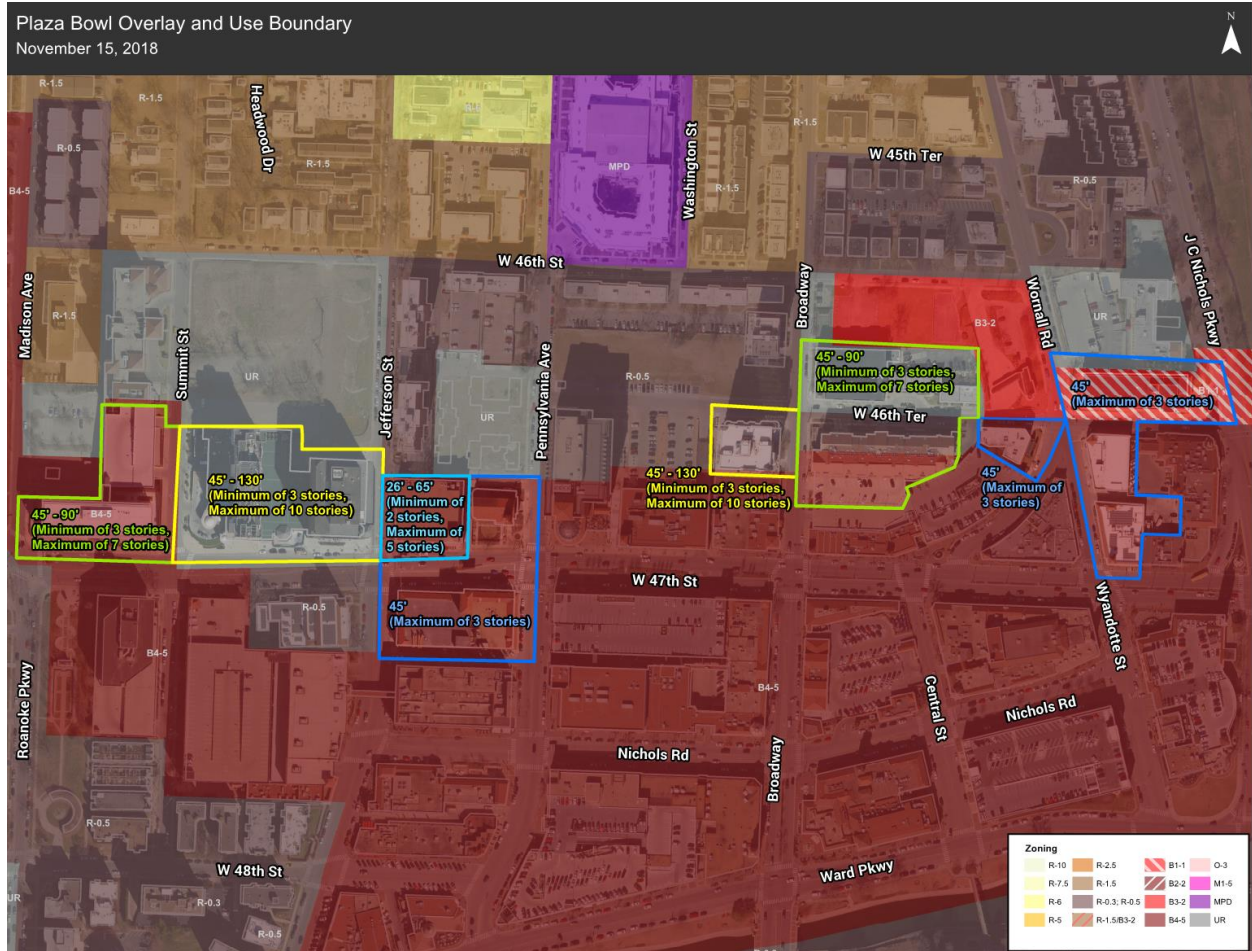 Plaza Bowl Overlay and Use Boundary
November 15, 2018
N
R-1.5
R-1.5
Headwood Dr
R-1.5
R-0.5
B4-5
MPD
Washington St
R-1.5
R-1.5
W 45th Ter
R-0.5
J C Nichols Pkwy
W 46th St
Madison Ave
R-1.5
Summit St
UR
Jefferson St
UR
Pennsylvania Ave
R-0.5
Broadway
B3-2
Wornall Rd
UR
B1-1
45' - 90'
(Minimum of 3 stories,
Maximum of 7 stories)
W 46th Ter
45'
(Maximum of 3 stories)
45' - 130'
(Minimum of 3 stories,
Maximum of 10 stories)
45' - 130'
(Minimum of 3 stories,
Maximum of 10 stories)
26' - 65'
(Minimum of
2 stories,
Maximum of
5 stories)
45'
(Maximum of
3 stories)
B4-5
45' - 90'
(Minimum of 3 stories,
Maximum of 7 stories)
W 47th St
R-0.5
45'
(Maximum of 3 stories)
Wyandotte St
B4-5
Roanoke Pkwy
B4-5
Central St
Nichols Rd
Nichols Rd
Broadway
R-0.5
W 48th St
Ward Pkwy
UR
R-0.3
R-0.5
B4-5
Zoning
R-10
R-2.5
B1-1
O-3
R-7.5
R-1.5
B2-2
M1-5
R-6
R-0.3; R-0.5
B3-2
MPD
R-5
R-1.5/B3-2
B4-5
UR